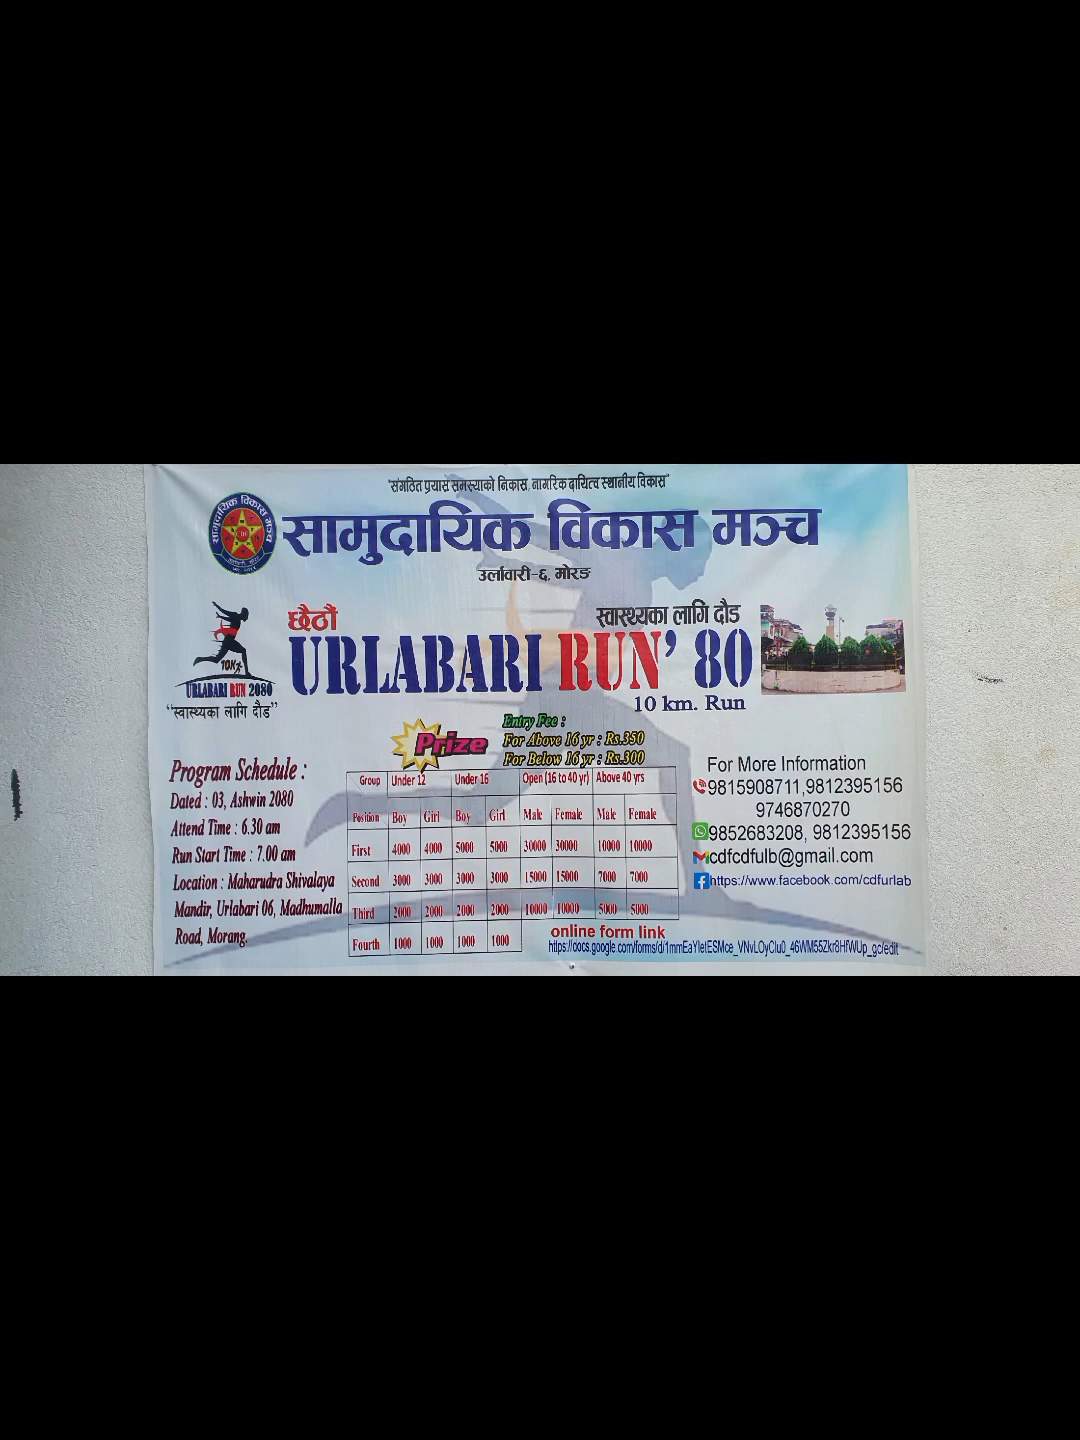 "संगठित प्रयास समस्याको निकास, नागरिक दायित्व स्थानीय विकास"
सामुदायिक विकास मञ्च
सामुदायिक विकास मञ्च
उर्लावारी-६, मोरङ
छैठौं
स्वास्थ्यका लागि दौड
URLABARI RUN' 80
10 km. Run
10K
URLABARI RUN 2080
"स्वास्थ्यका लागि दौड"
Prize
Entry Fee :
For Above 16 yr : Rs.350
For Below 16 yr : Rs.300
Program Schedule :
Dated : 03, Ashwin 2080
Attend Time : 6.30 am
Run Start Time : 7.00 am
Location : Maharudra Shivalaya
Mandir, Urlabari 06, Madhumalla
Road, Morang.
Group Under 12 Under 16 Open (16 to 40 yr) Above 40 yrs
Position Boy Girl Boy Girl Male Female Male Female
First 4000 4000 5000 5000 30000 30000 10000 10000
Second 3000 3000 3000 3000 15000 15000 7000 7000
Third 2000 2000 2000 2000 10000 10000 5000 5000
Fourth 1000 1000 1000 1000
For More Information
9815908711,9812395156
9746870270
9852683208, 9812395156
cdfcdfulb@gmail.com
https://www.facebook.com/cdfurlab
online form link